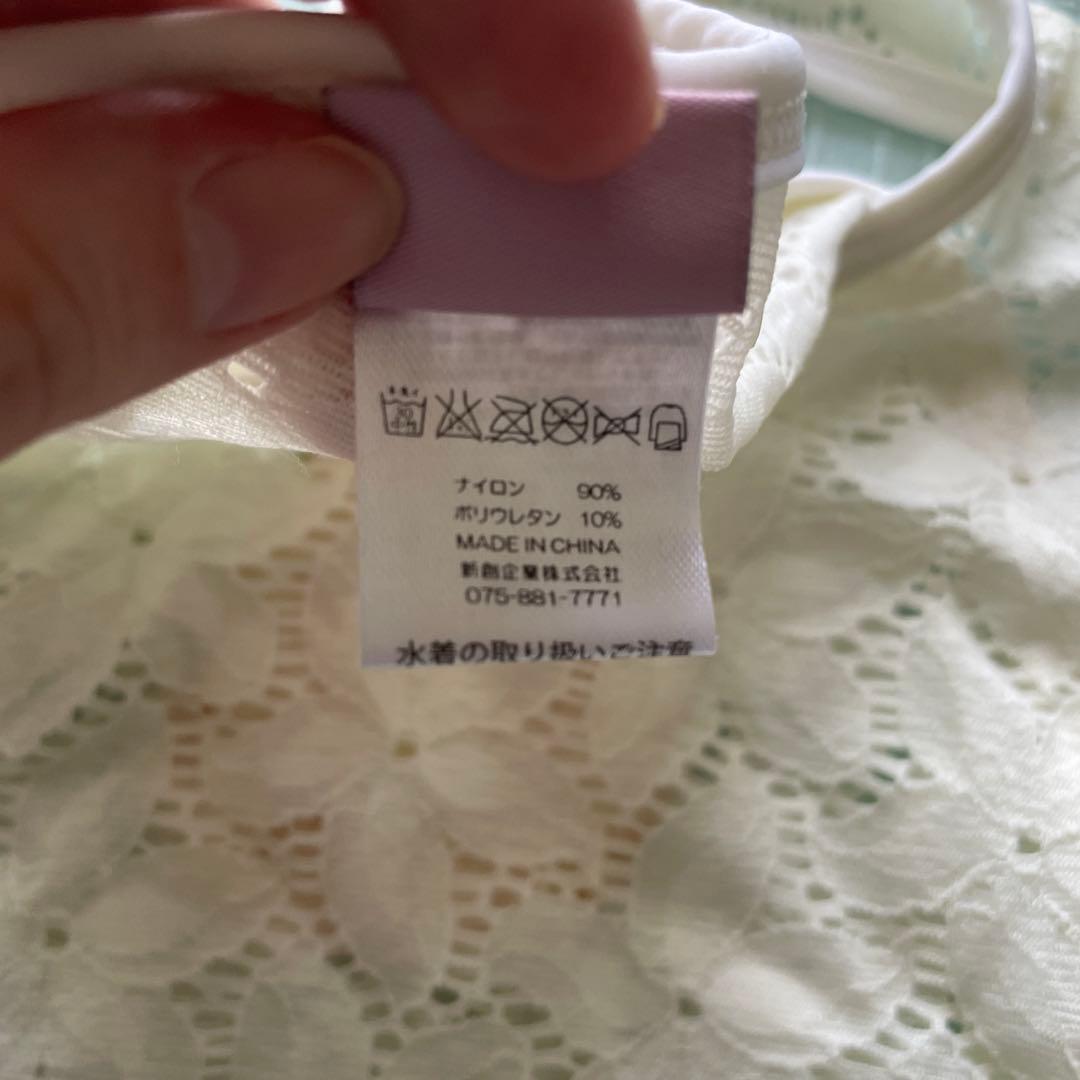 ナイロン 90%
ポリウレタン 10%
MADE IN CHINA
新創企業株式会社
075-881-7771
水着の取り扱いご注意